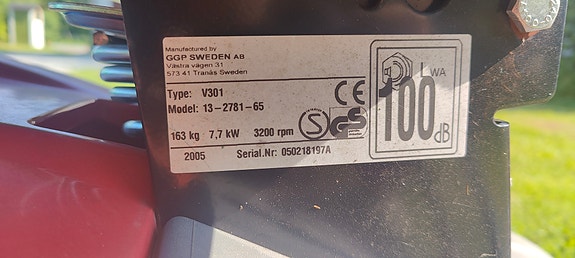 Manufactured by
GGP SWEDEN AB
Västra vägen 31
573 41 Tranås Sweden
Type: V301
Model: 13-2781-65
163 kg 7,7 kW 3200 rpm
2005 Serial.Nr: 050218197A
CE
S
GS
LWA
100
dB